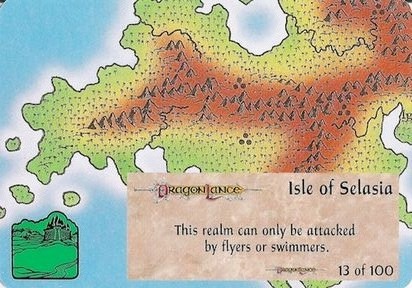 DRAGONLANCE
Isle of Selasia
This realm can only be attacked
by flyers or swimmers.
DRAGONLANCE
13 of 100